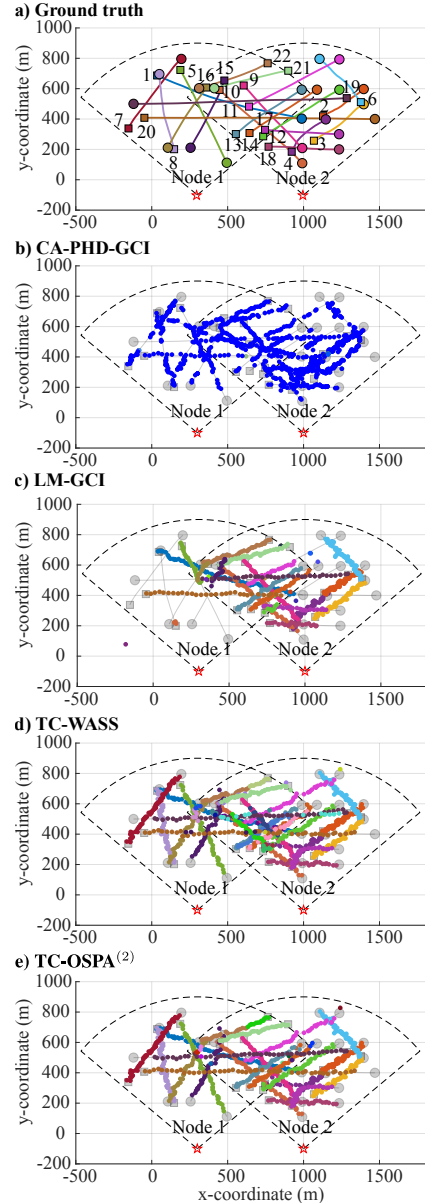 a) Ground truth
1000
800
600
400
200
0
-200
y-coordinate (m)
1 5 16 15 10 9 22 21 19
6 2 11 17 12 13 14 18 4 3
7 20 8
Node 1 Node 2
-500 0 500 1000 1500
b) CA-PHD-GCI
1000
800
600
400
200
0
-200
y-coordinate (m)
Node 1 Node 2
-500 0 500 1000 1500
c) LM-GCI
1000
800
600
400
200
0
-200
y-coordinate (m)
Node 1 Node 2
-500 0 500 1000 1500
d) TC-WASS
1000
800
600
400
200
0
-200
y-coordinate (m)
Node 1 Node 2
-500 0 500 1000 1500
e) TC-OSPA(2)
1000
800
600
400
200
0
-200
y-coordinate (m)
Node 1 Node 2
-500 0 500 1000 1500
x-coordinate (m)